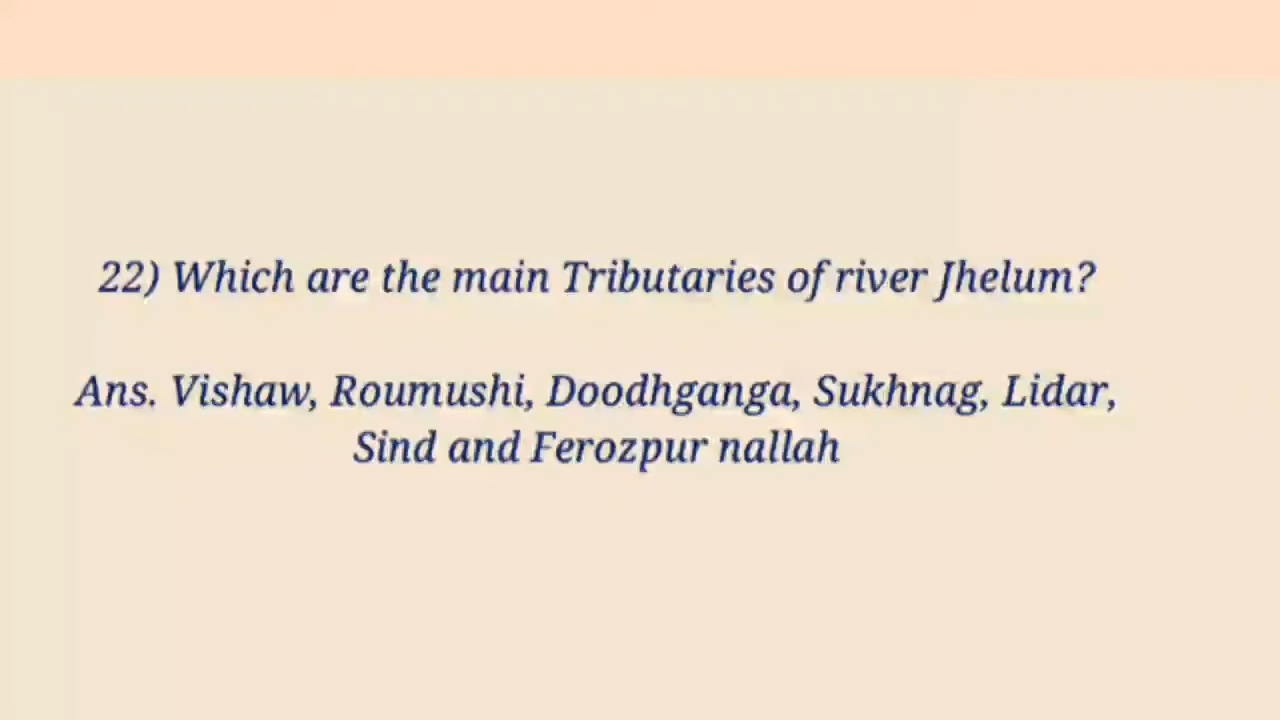 22) Which are the main Tributaries of river Jhelum?
Ans. Vishaw, Roumushi, Doodhganga, Sukhnag, Lidar,
Sind and Ferozpur nallah